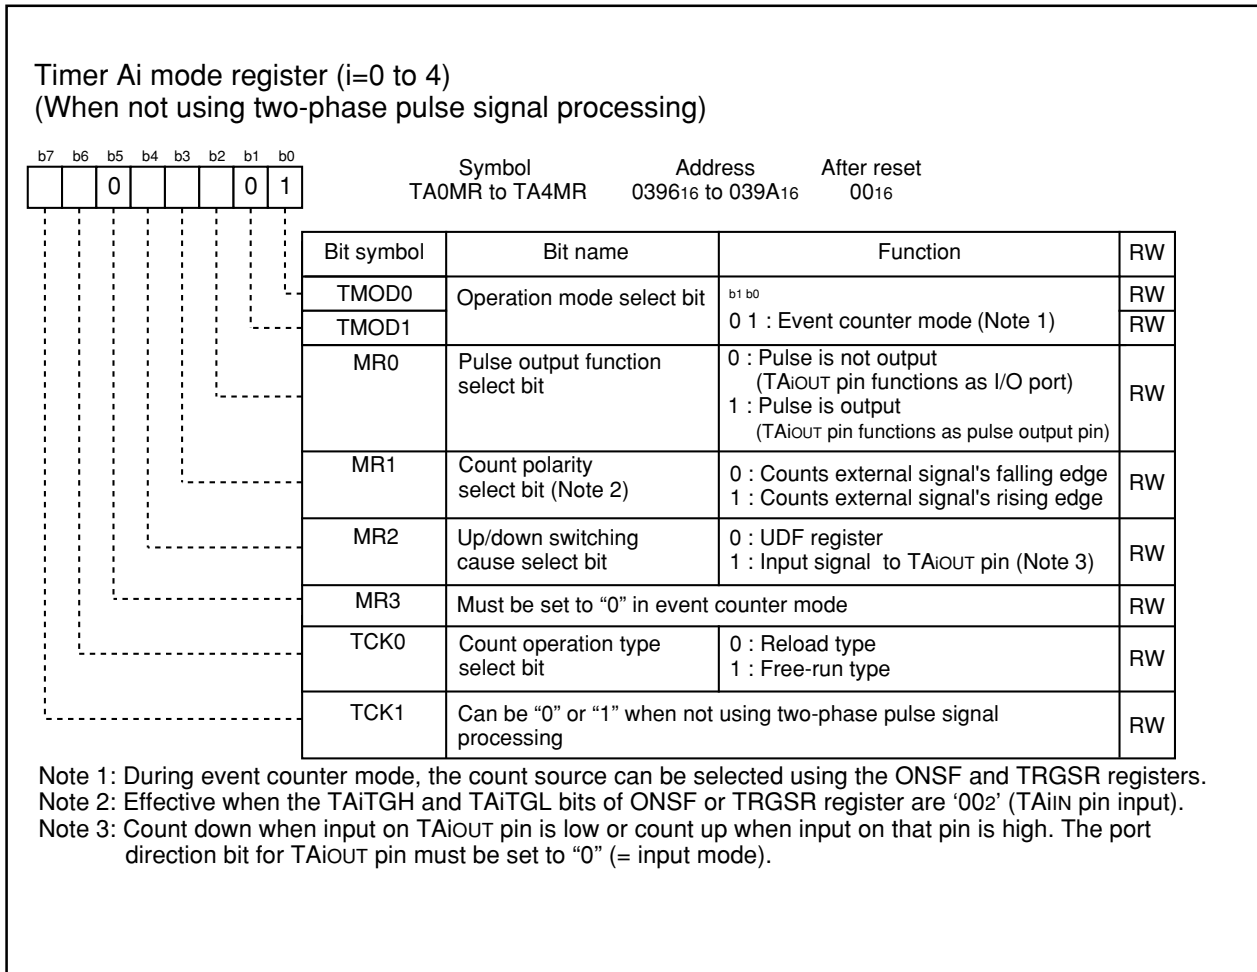 Timer Ai mode register (i=0 to 4)
(When not using two-phase pulse signal processing)
b7 b6 b5 b4 b3 b2 b1 b0
0 0 1
Symbol Address After reset
TA0MR to TA4MR 039616 to 039A16 0016
Bit symbol Bit name Function RW
TMOD0 Operation mode select bit b1 b0 RW
TMOD1 0 1 : Event counter mode (Note 1) RW
MR0 Pulse output function 0 : Pulse is not output
select bit (TAiOUT pin functions as I/O port) RW
1 : Pulse is output
(TAiOUT pin functions as pulse output pin)
MR1 Count polarity 0 : Counts external signal's falling edge
select bit (Note 2) 1 : Counts external signal's rising edge RW
MR2 Up/down switching 0 : UDF register
cause select bit 1 : Input signal to TAiOUT pin (Note 3) RW
MR3 Must be set to “0” in event counter mode RW
TCK0 Count operation type 0 : Reload type
select bit 1 : Free-run type RW
TCK1 Can be “0” or “1” when not using two-phase pulse signal
processing RW
Note 1: During event counter mode, the count source can be selected using the ONSF and TRGSR registers.
Note 2: Effective when the TAiTGH and TAiTGL bits of ONSF or TRGSR register are ‘002’ (TAiIN pin input).
Note 3: Count down when input on TAiOUT pin is low or count up when input on that pin is high. The port
direction bit for TAiOUT pin must be set to “0” (= input mode).